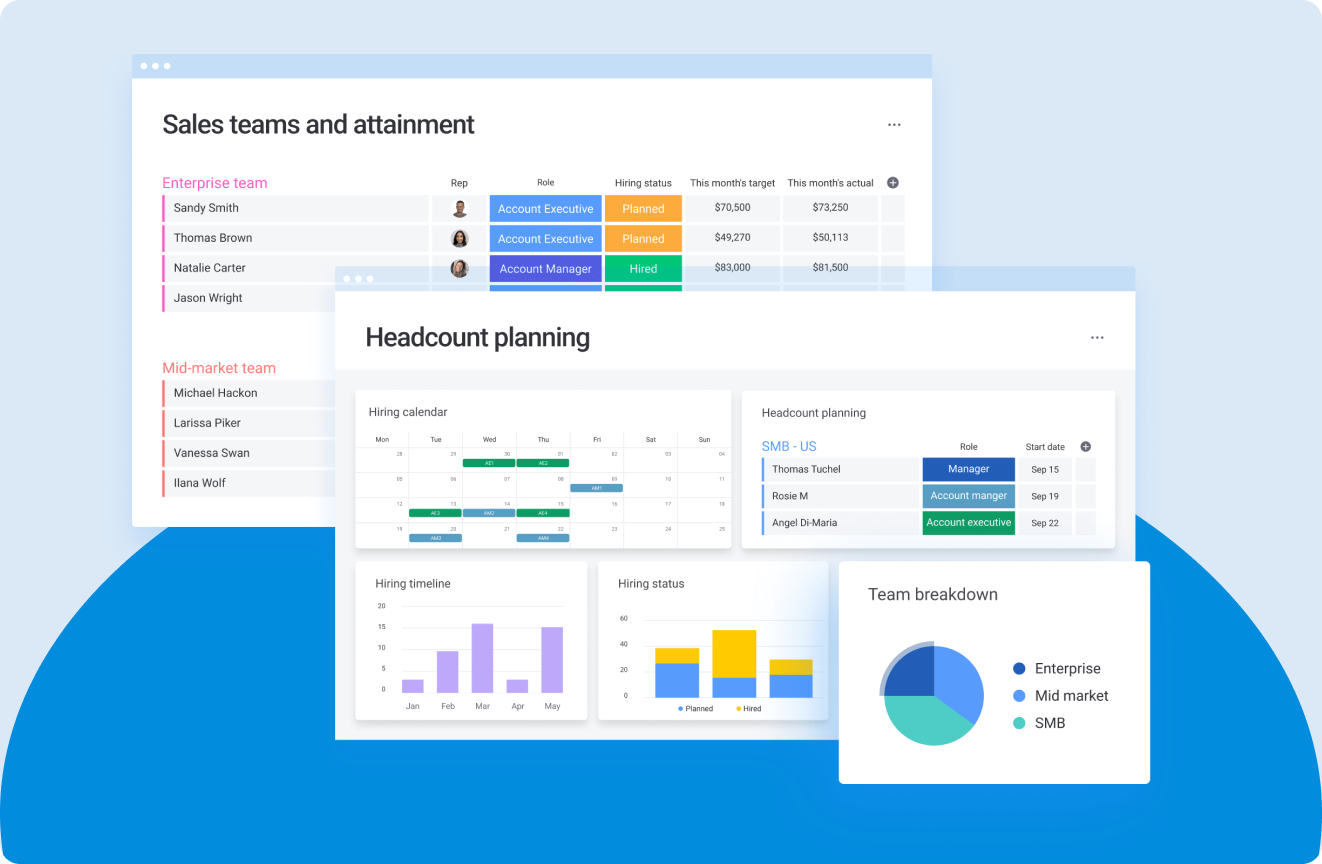 Sales teams and attainment
Enterprise team Rep Role Hiring status This month's target This month's actual
Sandy Smith Account Executive Planned $70,500 $73,250
Thomas Brown Account Executive Planned $49,270 $50,113
Natalie Carter Account Manager Hired $83,000 $81,500
Jason Wright
Mid-market team
Michael Hackon
Larissa Piker
Vanessa Swan
Ilana Wolf
Headcount planning
Hiring calendar
Mon Tue Wed Thu Fri Sat Sun
28 29 30 01 02 03 04
AE1 AE2
05 06 07 08 09 10 11
AM1
12 13 14 15 16 17 18
AE3 AM2 AE4
19 20 21 22 23 24 25
AM3 AM4
Headcount planning
SMB - US Role Start date
Thomas Tuchel Manager Sep 15
Rosie M Account manger Sep 19
Angel Di-Maria Account executive Sep 22
Hiring timeline
20
15
10
5
0
Jan Feb Mar Apr May
Hiring status
60
40
20
0
Planned Hired
Team breakdown
Enterprise
Mid market
SMB